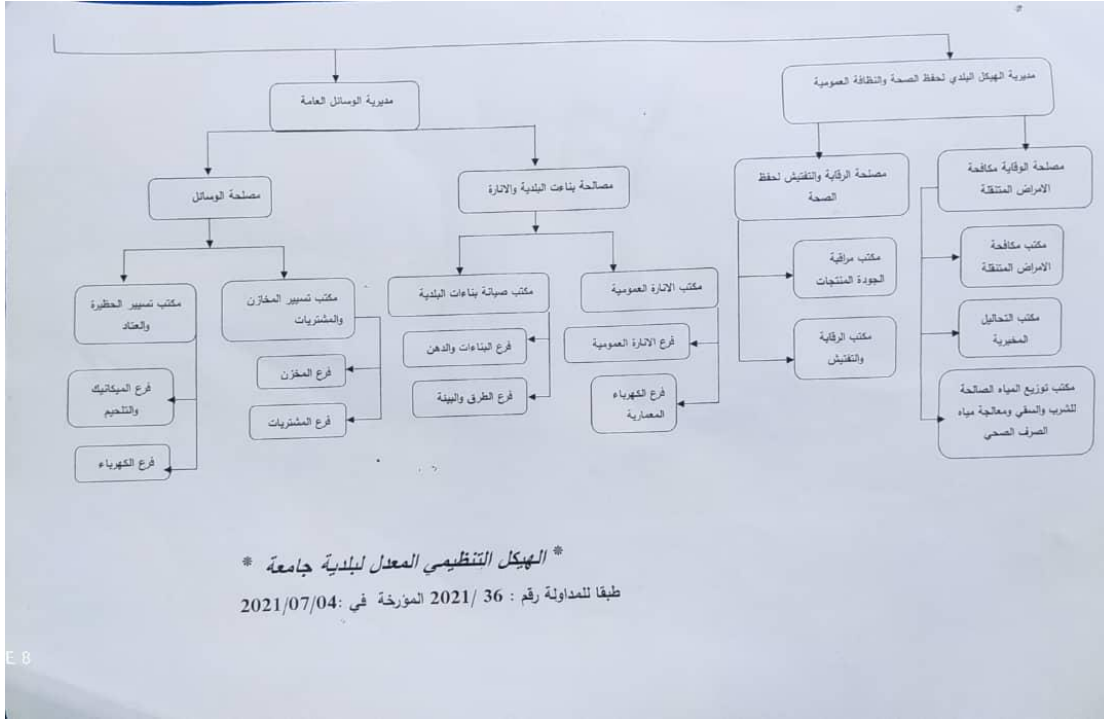 مديرية الهيكل البلدي لحفظ الصحة والنظافة العمومية
مديرية الوسائل العامة
مصلحة الوقاية مكافحة
الامراض المتنقلة
مصلحة الرقابة والتفتيش لحفظ
الصحة
مصالحة بناءت البلدية والانارة
مصلحة الوسائل
مكتب مكافحة
الامراض المتنقلة
مكتب التحاليل
المخبرية
مكتب توزيع المياه الصالحة
للشرب والسقي ومعالجة مياه
الصرف الصحي
مكتب مراقبة
الجودة المنتجات
مكتب الرقابة
والتفتيش
مكتب الانارة العمومية
فرع الانارة العمومية
فرع الكهرباء
المعمارية
مكتب صيانة بناءات البلدية
فرع البناءات والدهن
فرع الطرق والبيئة
مكتب تسيير المخازن
والمشتريات
فرع المخزن
فرع المشتريات
مكتب تسيير الحظيرة
والعتاد
فرع الميكانيك
والتلحيم
فرع الكهرباء
* الهيكل التنظيمي المعدل لبلدية جامعة *
طبقا للمداولة رقم : 36 /2021 المؤرخة في :2021/07/04
E 8